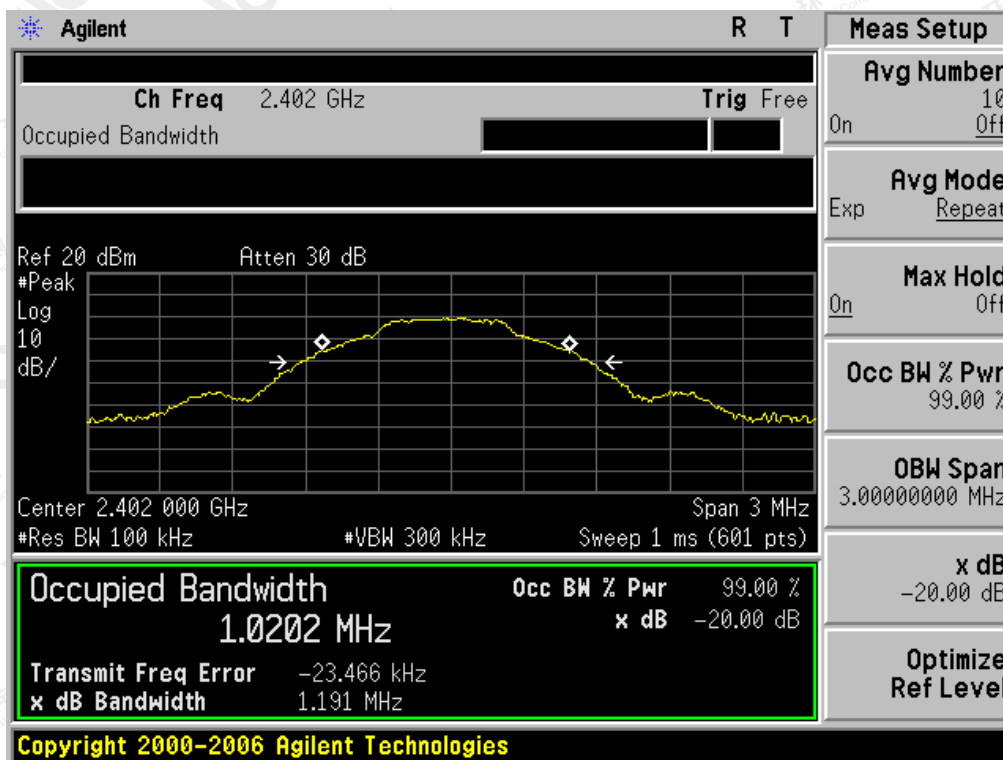 Agilent R T
Ch Freq 2.402 GHz Trig Free
Occupied Bandwidth
Ref 20 dBm Atten 30 dB
#Peak
Log
10
dB/
Center 2.402 000 GHz Span 3 MHz
#Res BW 100 kHz #VBW 300 kHz Sweep 1 ms (601 pts)
Occupied Bandwidth Occ BW % Pwr 99.00 %
1.0202 MHz x dB -20.00 dB
Transmit Freq Error -23.466 kHz
x dB Bandwidth 1.191 MHz
Copyright 2000-2006 Agilent Technologies
Meas Setup
Avg Number
10
On Off
Avg Mode
Exp Repeat
Max Hold
On Off
Occ BW % Pwr
99.00 %
OBW Span
3.00000000 MHz
x dB
-20.00 dB
Optimize
Ref Level